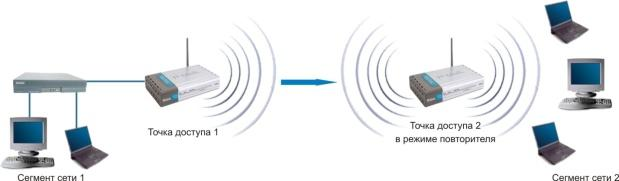 Точка доступа 1
Точка доступа 2
в режиме повторителя
Сегмент сети 1
Сегмент сети 2